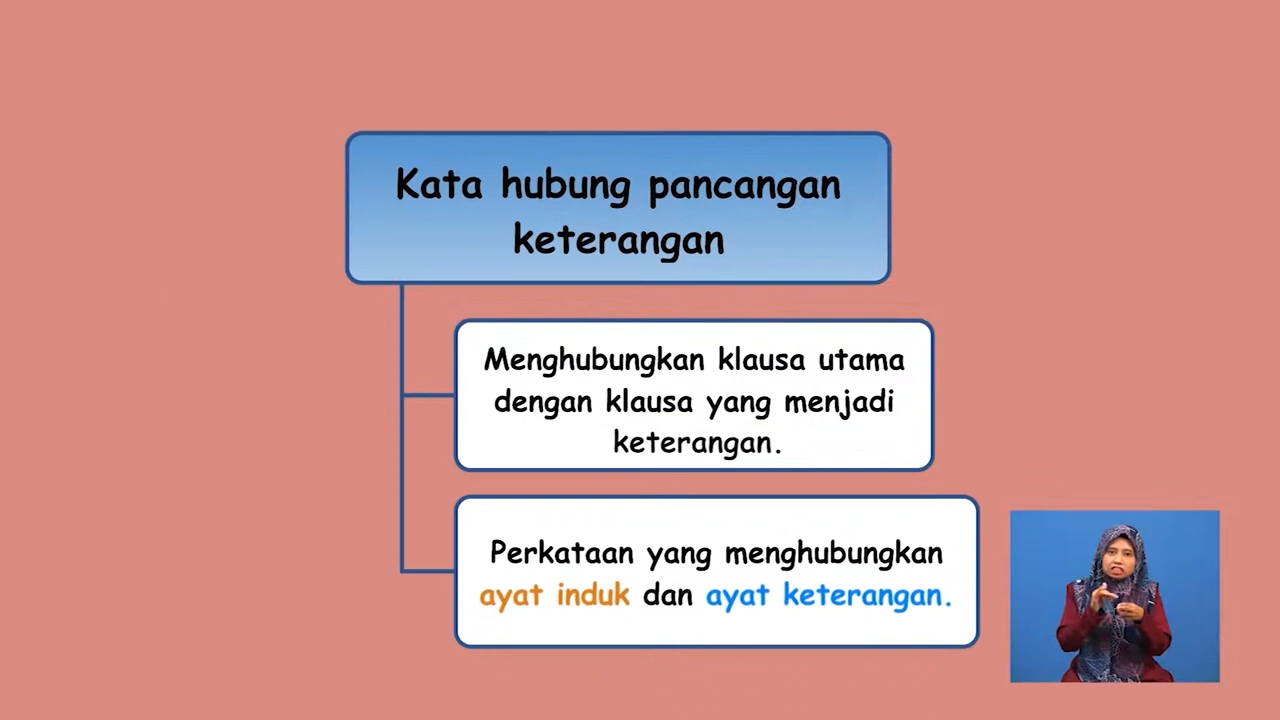 Kata hubung pancangan
keterangan
Menghubungkan klausa utama
dengan klausa yang menjadi
keterangan.
Perkataan yang menghubungkan
ayat induk dan ayat keterangan.